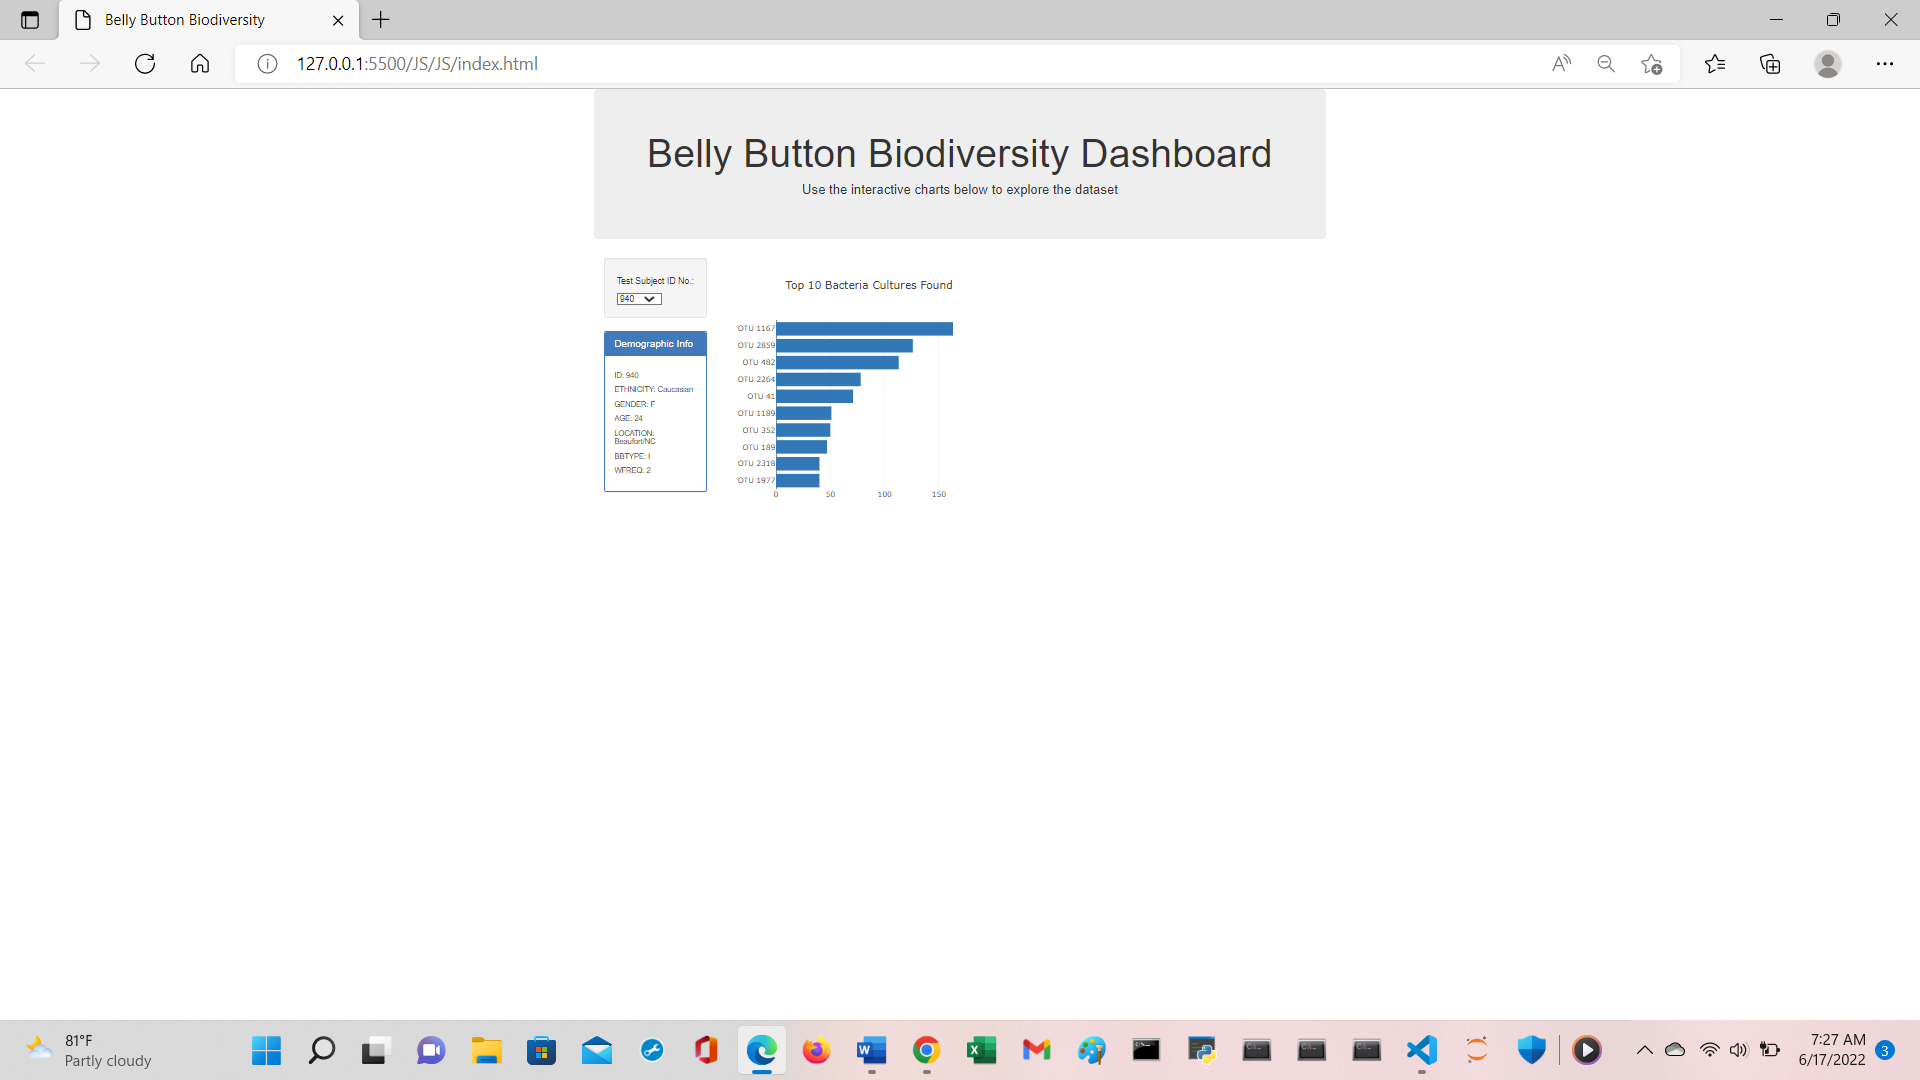 Belly Button Biodiversity
127.0.0.1:5500/JS/JS/index.html
Belly Button Biodiversity Dashboard
Use the interactive charts below to explore the dataset
Test Subject ID No.:
940
Demographic Info
ID: 940
ETHNICITY: Caucasian
GENDER: F
AGE: 24
LOCATION:
Beaufort/NC
BBTYPE: I
WFREQ: 2
Top 10 Bacteria Cultures Found
OTU 1167
OTU 2859
OTU 482
OTU 2264
OTU 41
OTU 1189
OTU 352
OTU 189
OTU 2318
OTU 1977
0 50 100 150
81°F
Partly cloudy
7:27 AM
6/17/2022
3